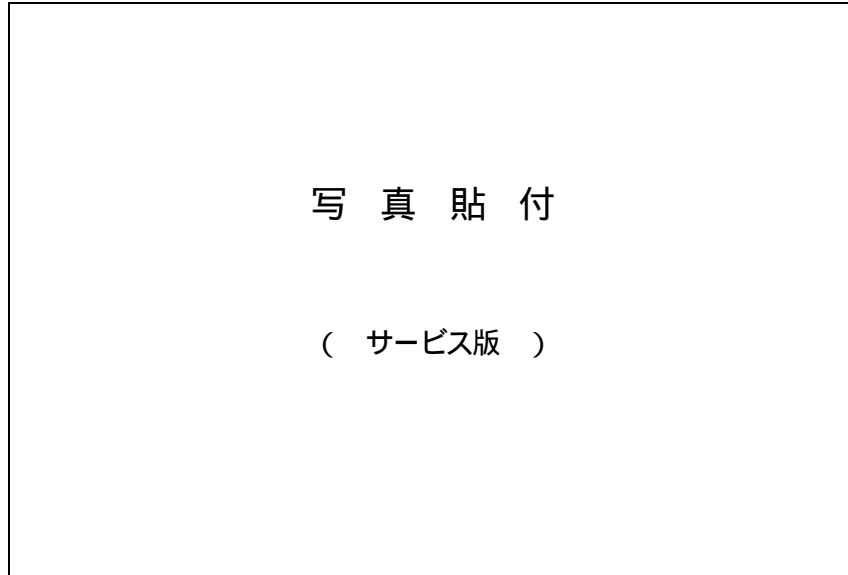 写　真　貼　付
（　サービス版　）